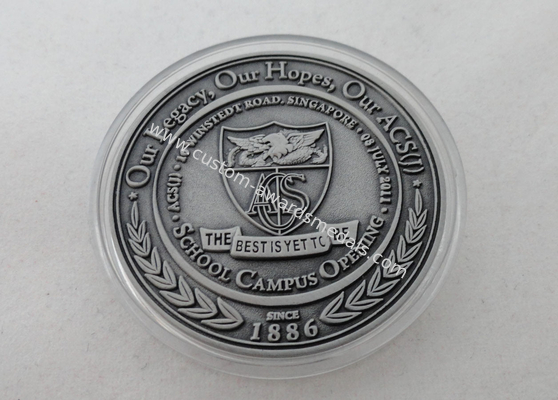 Our Legacy, Our Hopes, Our ACS(J)
ACS(J) • 16 WINSTEDT ROAD, SINGAPORE • 08 JULY 2011
ACS
THE BEST IS YET TO BE
SCHOOL CAMPUS OPENING
SINCE
1886
www.custom-awardsmedals.com